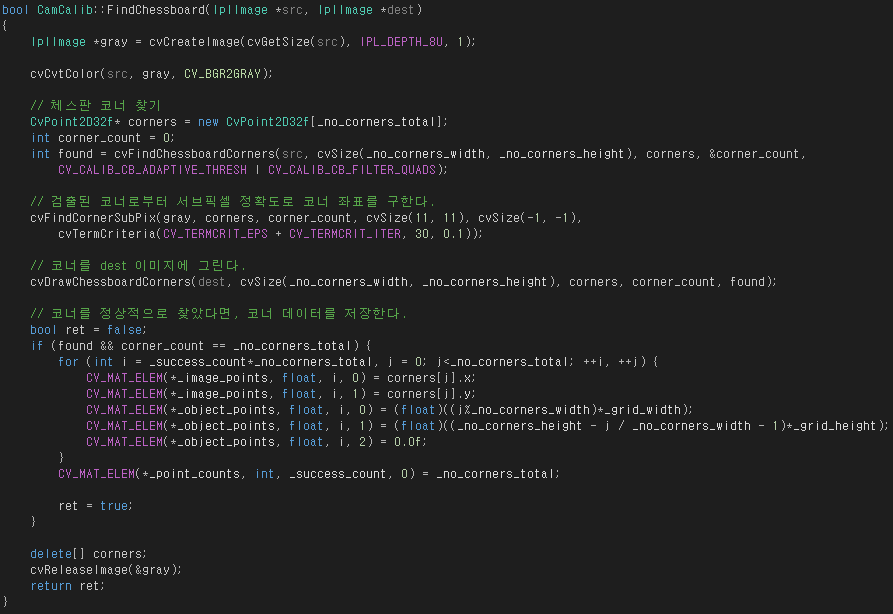 bool CamCalib::FindChessboard(IplImage *src, IplImage *dest)
{
IplImage *gray = cvCreateImage(cvGetSize(src), IPL_DEPTH_8U, 1);
cvCvtColor(src, gray, CV_BGR2GRAY);
// 체스판 코너 찾기
CvPoint2D32f* corners = new CvPoint2D32f[_no_corners_total];
int corner_count = 0;
int found = cvFindChessboardCorners(src, cvSize(_no_corners_width, _no_corners_height), corners, &corner_count,
CV_CALIB_CB_ADAPTIVE_THRESH | CV_CALIB_CB_FILTER_QUADS);
// 검출된 코너로부터 서브픽셀 정확도로 코너 좌표를 구한다.
cvFindCornerSubPix(gray, corners, corner_count, cvSize(11, 11), cvSize(-1, -1),
cvTermCriteria(CV_TERMCRIT_EPS + CV_TERMCRIT_ITER, 30, 0.1));
// 코너를 dest 이미지에 그린다.
cvDrawChessboardCorners(dest, cvSize(_no_corners_width, _no_corners_height), corners, corner_count, found);
// 코너를 정상적으로 찾았다면, 코너 데이터를 저장한다.
bool ret = false;
if (found && corner_count == _no_corners_total) {
for (int i = _success_count*_no_corners_total, j = 0; j<_no_corners_total; ++i, ++j) {
CV_MAT_ELEM(*_image_points, float, i, 0) = corners[j].x;
CV_MAT_ELEM(*_image_points, float, i, 1) = corners[j].y;
CV_MAT_ELEM(*_object_points, float, i, 0) = (float)((j%_no_corners_width)*_grid_width);
CV_MAT_ELEM(*_object_points, float, i, 1) = (float)((_no_corners_height - j / _no_corners_width - 1)*_grid_height);
CV_MAT_ELEM(*_object_points, float, i, 2) = 0.0f;
}
CV_MAT_ELEM(*_point_counts, int, _success_count, 0) = _no_corners_total;
ret = true;
}
delete[] corners;
cvReleaseImage(&gray);
return ret;
}